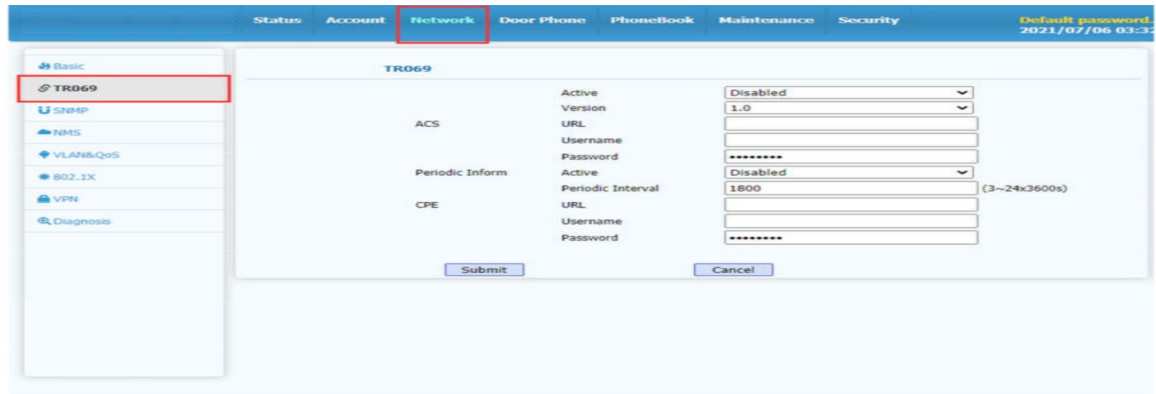 Status Account Network Door Phone PhoneBook Maintenance Security Default password.
2021/07/06 03:32
Basic
TR069
SNMP
NMS
VLAN&QoS
802.1X
VPN
Diagnosis
TR069
Active Disabled
Version 1.0
ACS URL
Username
Password ••••••••
Periodic Inform Active Disabled
Periodic Interval 1800 (3~24x3600s)
CPE URL
Username
Password ••••••••
Submit Cancel